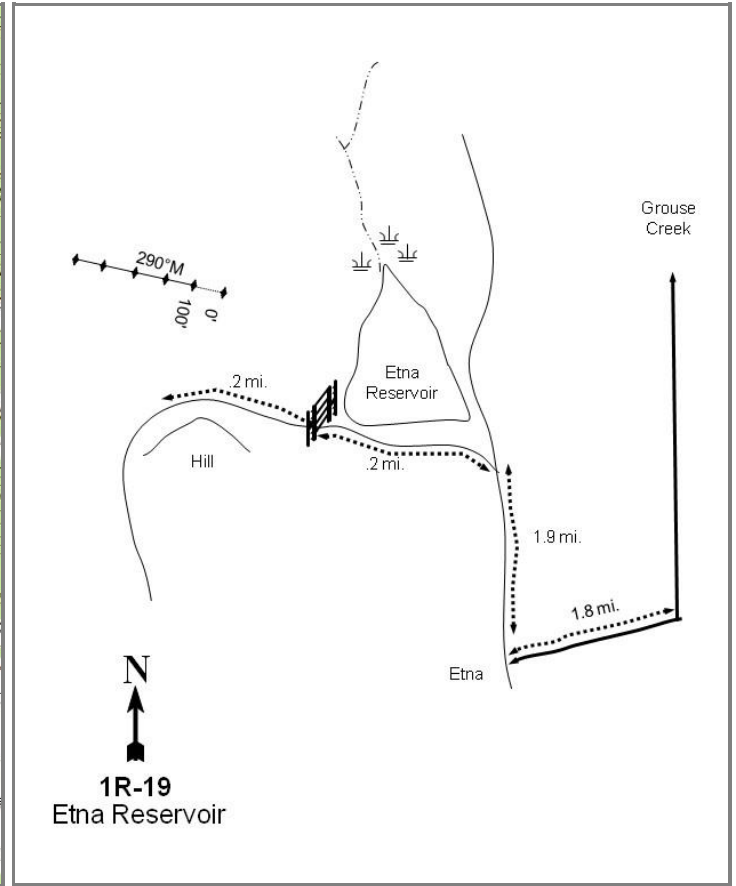 Grouse
Creek
290°M
0'
100'
Etna
Reservoir
.2 mi.
Hill
.2 mi.
1.9 mi.
1.8 mi.
Etna
N
1R-19
Etna Reservoir